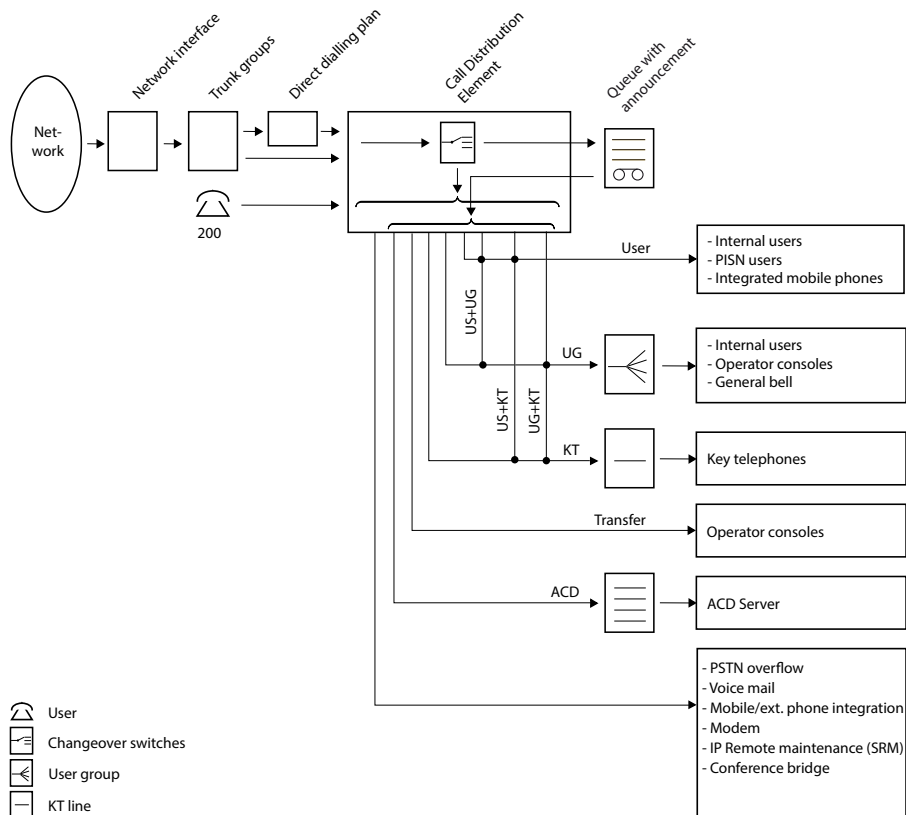 Network interface
Trunk groups
Direct dialling plan
Call Distribution
Element
Queue with
announcement
Net-
work
200
User
- Internal users
- PISN users
- Integrated mobile phones
US+UG
UG
- Internal users
- Operator consoles
- General bell
US+KT
UG+KT
KT
Key telephones
Transfer
Operator consoles
ACD
ACD Server
- PSTN overflow
- Voice mail
- Mobile/ext. phone integration
- Modem
- IP Remote maintenance (SRM)
- Conference bridge
User
Changeover switches
User group
KT line